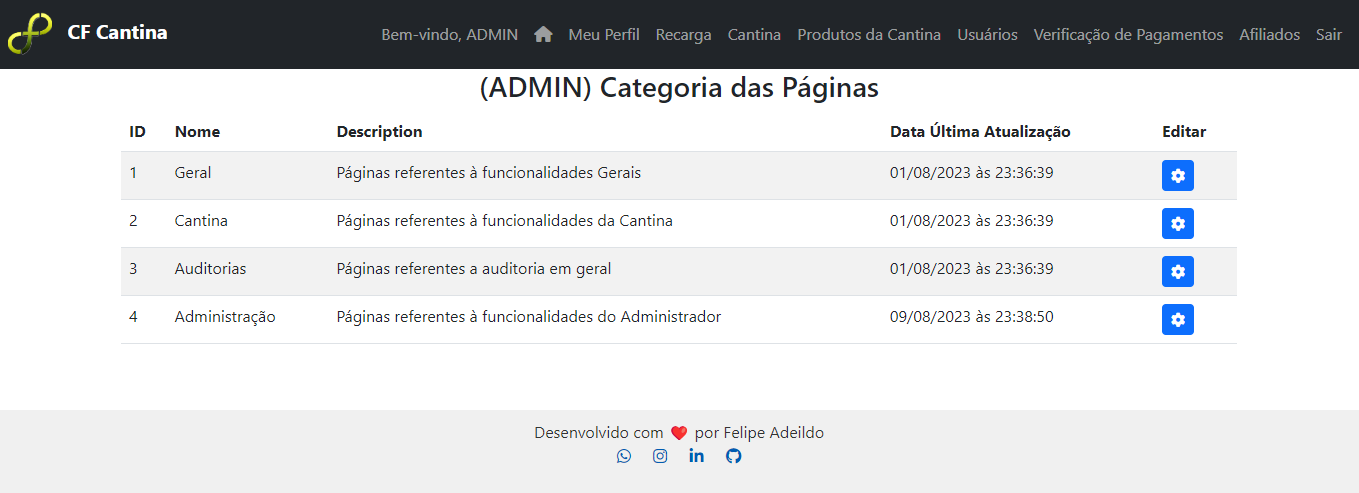 CF Cantina Bem-vindo, ADMIN Meu Perfil Recarga Cantina Produtos da Cantina Usuários Verificação de Pagamentos Afiliados Sair
(ADMIN) Categoria das Páginas
ID Nome Description Data Última Atualização Editar
1 Geral Páginas referentes à funcionalidades Gerais 01/08/2023 às 23:36:39
2 Cantina Páginas referentes à funcionalidades da Cantina 01/08/2023 às 23:36:39
3 Auditorias Páginas referentes a auditoria em geral 01/08/2023 às 23:36:39
4 Administração Páginas referentes à funcionalidades do Administrador 09/08/2023 às 23:38:50
Desenvolvido com ❤️ por Felipe Adeildo